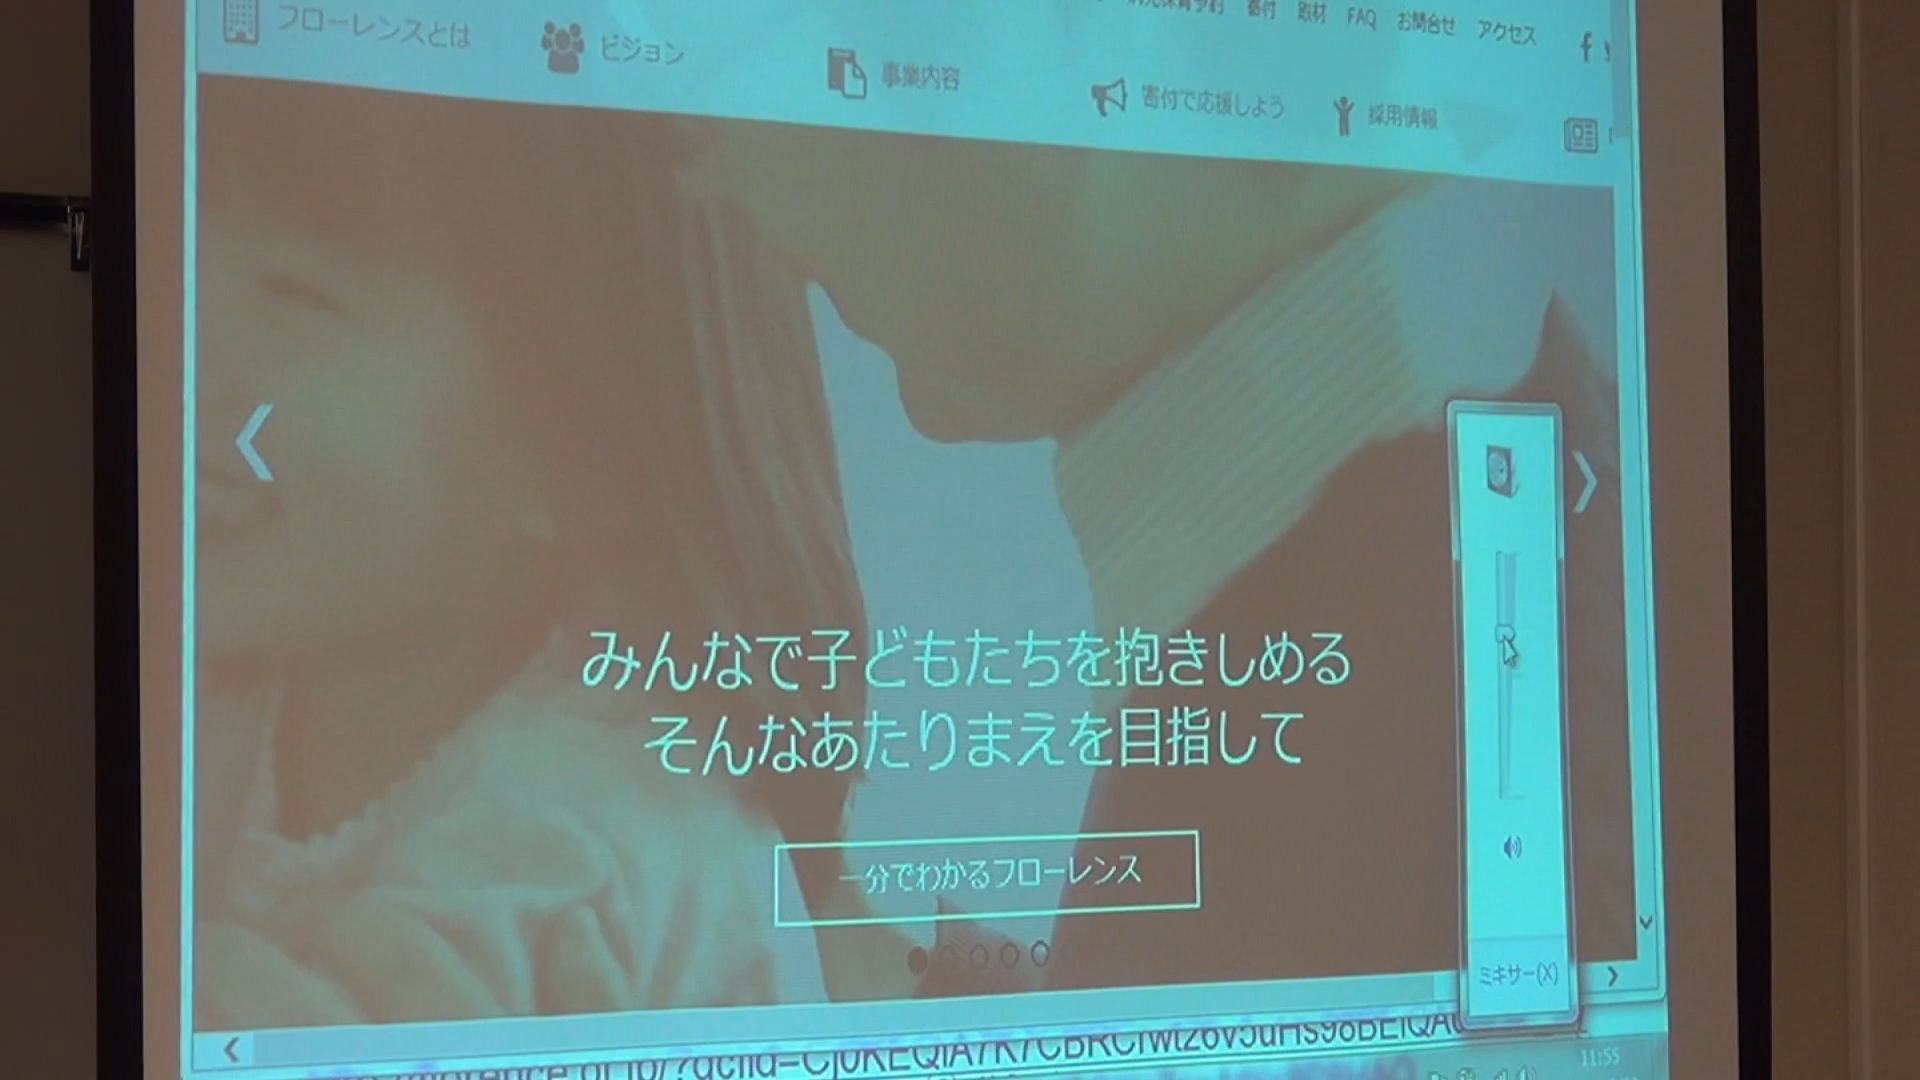 フローレンスとは
ビジョン
事業内容
寄付で応援しよう
採用情報
寄付 取材 FAQ お問合せ アクセス
みんなで子どもたちを抱きしめる
そんなあたりまえを目指して
一分でわかるフローレンス
ミキサー(X)
11:55